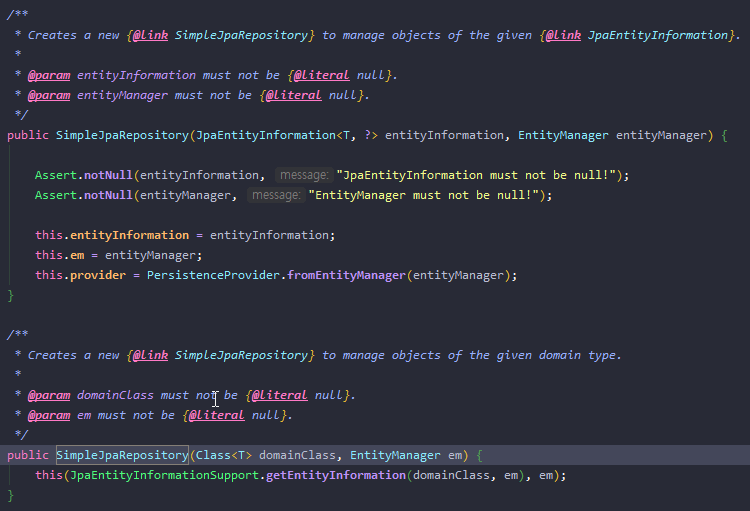 /**
 * Creates a new {@link SimpleJpaRepository} to manage objects of the given {@link JpaEntityInformation}.
 *
 * @param entityInformation must not be {@literal null}.
 * @param entityManager must not be {@literal null}.
 */
public SimpleJpaRepository(JpaEntityInformation<T, ?> entityInformation, EntityManager entityManager) {
    Assert.notNull(entityInformation, message: "JpaEntityInformation must not be null!");
    Assert.notNull(entityManager, message: "EntityManager must not be null!");
    this.entityInformation = entityInformation;
    this.em = entityManager;
    this.provider = PersistenceProvider.fromEntityManager(entityManager);
}
/**
 * Creates a new {@link SimpleJpaRepository} to manage objects of the given domain type.
 *
 * @param domainClass must not be {@literal null}.
 * @param em must not be {@literal null}.
 */
public SimpleJpaRepository(Class<T> domainClass, EntityManager em) {
    this(JpaEntityInformationSupport.getEntityInformation(domainClass, em), em);
}